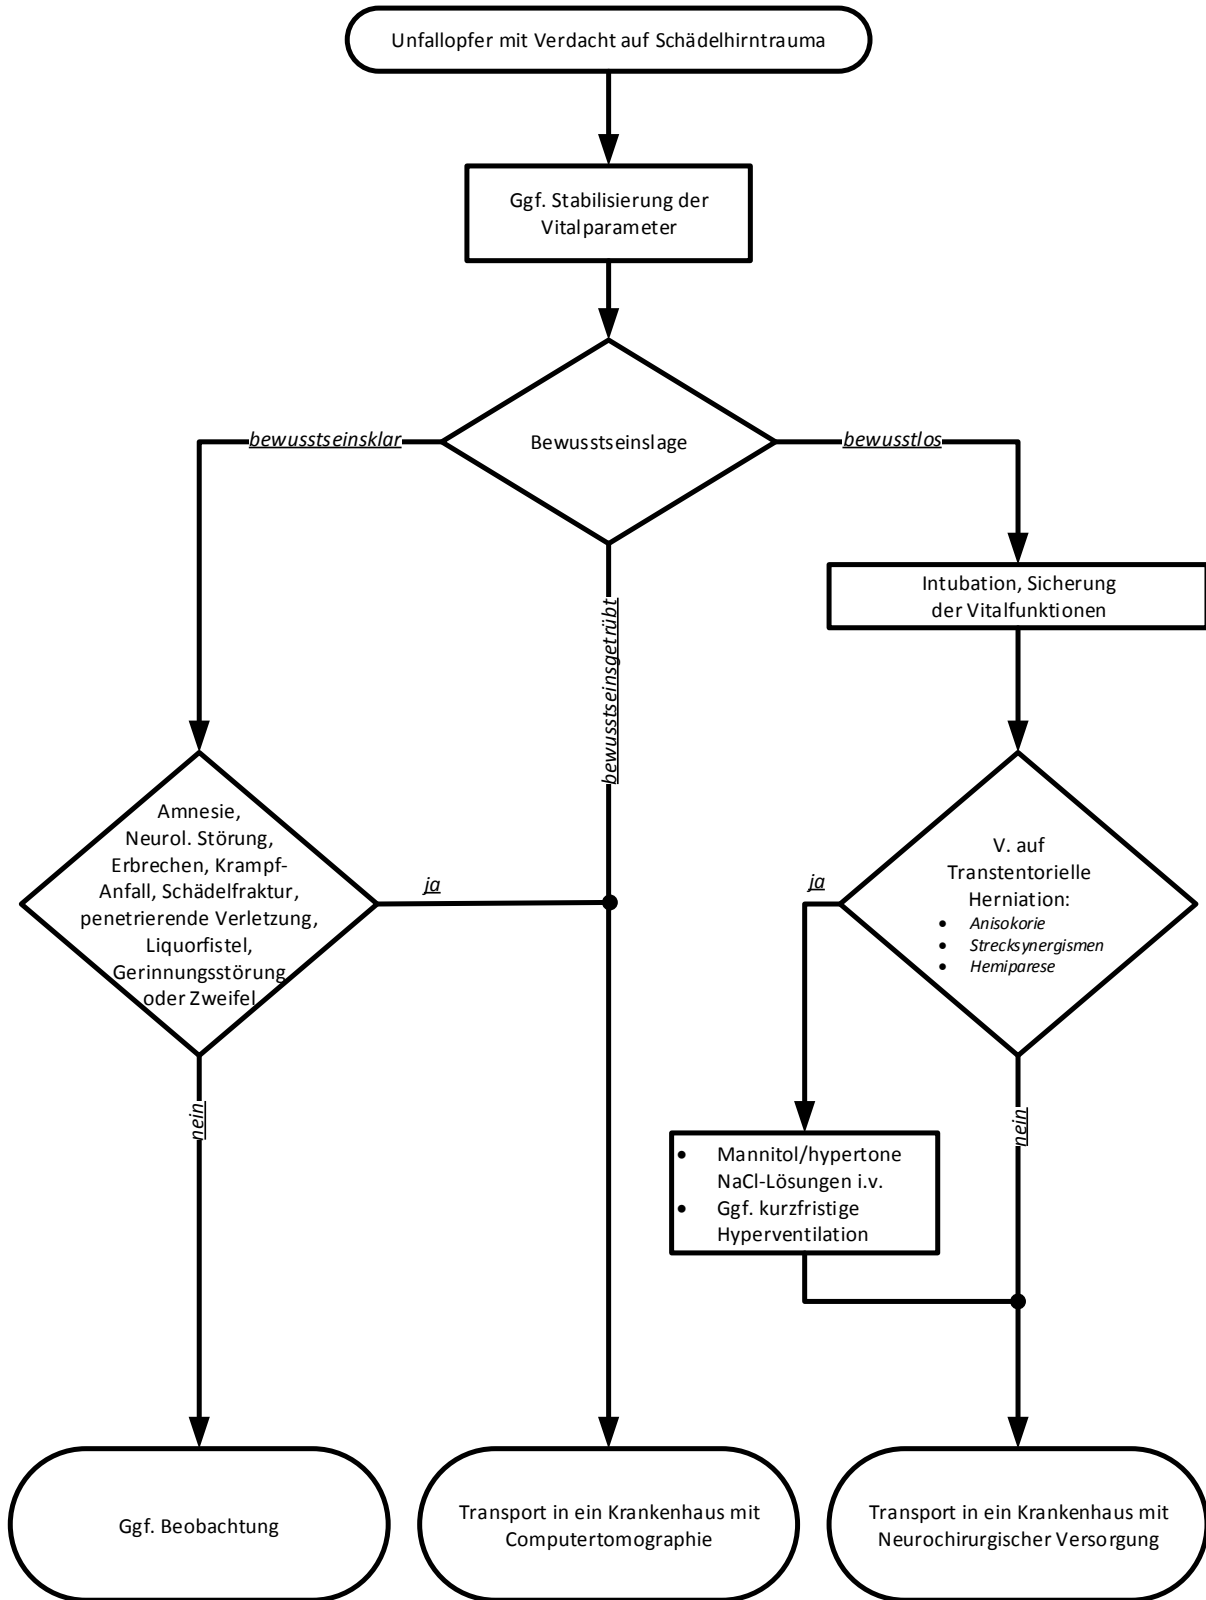 Unfallopfer mit Verdacht auf Schädelhirntrauma
Ggf. Stabilisierung der
Vitalparameter
Bewusstseinslage
bewusstseinsklar
bewusstseinsgetrübt
bewusstlos
Intubation, Sicherung
der Vitalfunktionen
Amnesie,
Neurol. Störung,
Erbrechen, Krampf-
Anfall, Schädelfraktur,
penetrierende Verletzung,
Liquorfistel,
Gerinnungsstörung
oder Zweifel
ja
nein
V. auf
Transtentorielle
Herniation:
• Anisokorie
• Strecksynergismen
• Hemiparese
ja
nein
• Mannitol/hypertone
NaCl-Lösungen i.v.
• Ggf. kurzfristige
Hyperventilation
Ggf. Beobachtung
Transport in ein Krankenhaus mit
Computertomographie
Transport in ein Krankenhaus mit
Neurochirurgischer Versorgung